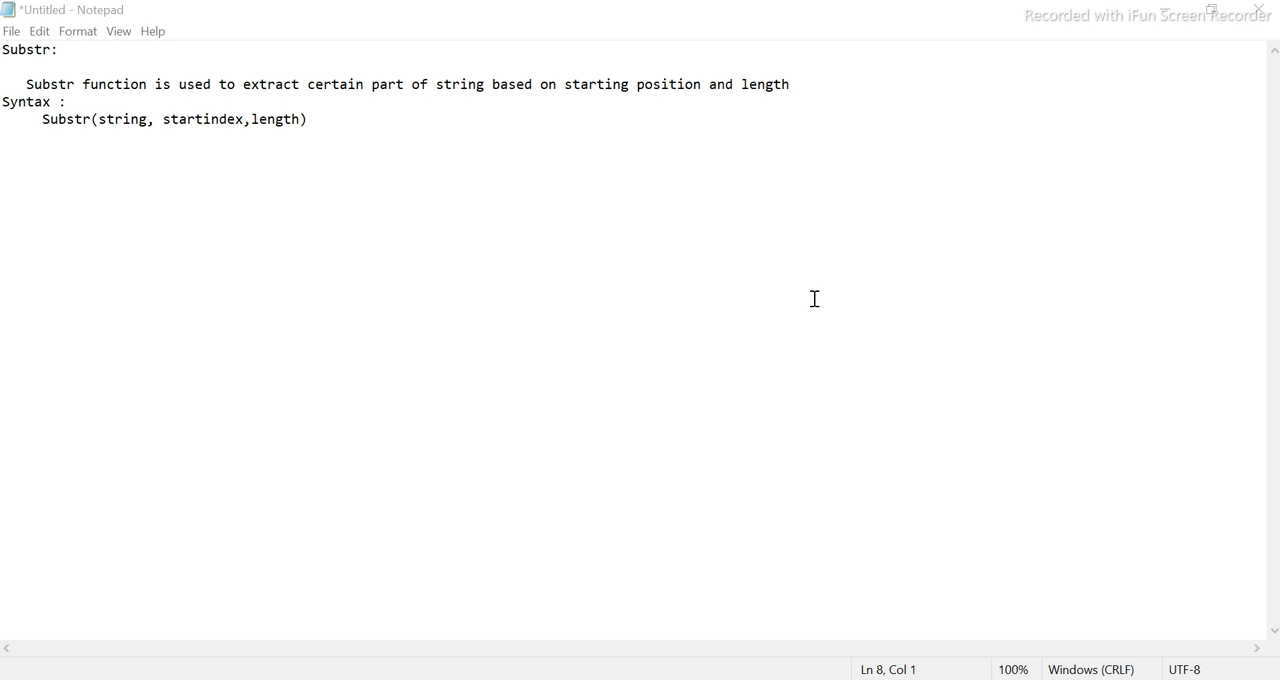 *Untitled - Notepad
Recorded with iFun Screen Recorder
File Edit Format View Help
Substr:
Substr function is used to extract certain part of string based on starting position and length
Syntax :
Substr(string, startindex,length)
Ln 8, Col 1 100% Windows (CRLF) UTF-8